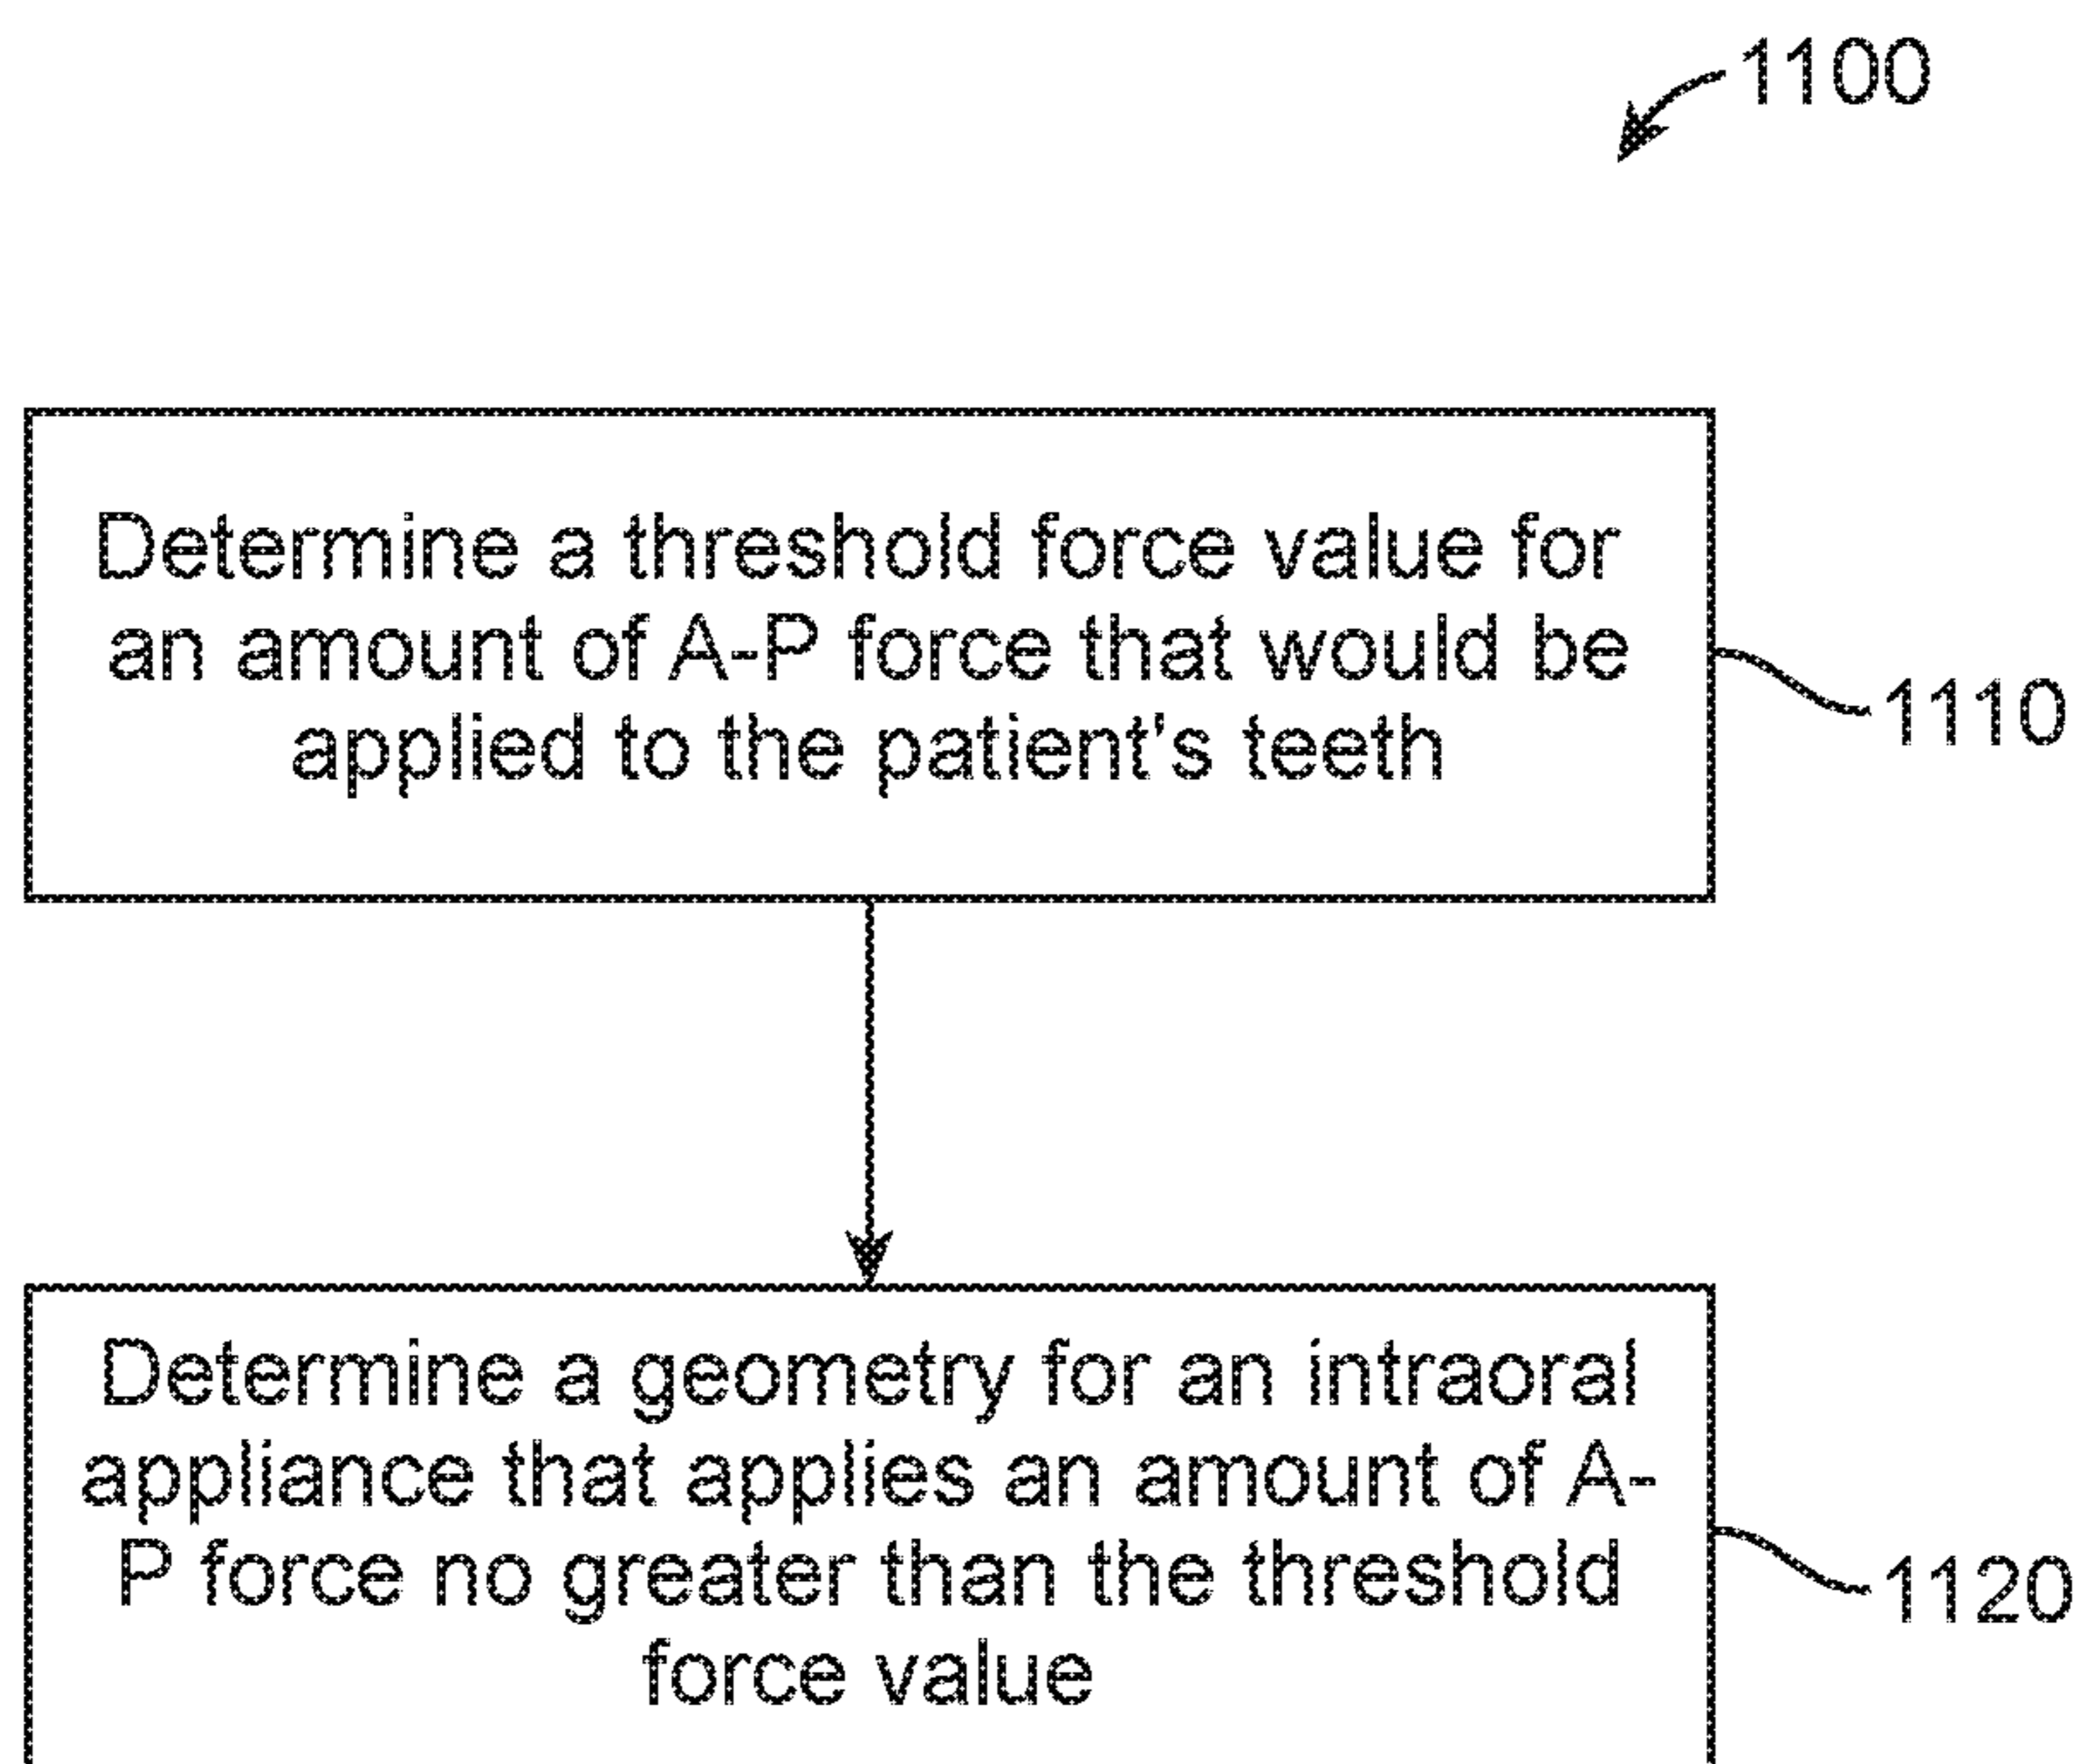 1100
Determine a threshold force value for
an amount of A-P force that would be
applied to the patient's teeth
1110
Determine a geometry for an intraoral
appliance that applies an amount of A-
P force no greater than the threshold
force value
1120